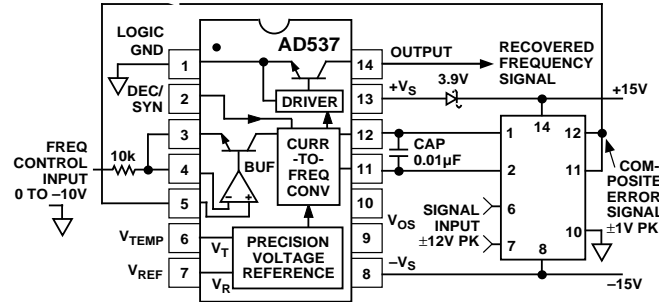 LOGIC
GND
AD537
1
14
OUTPUT
RECOVERED
FREQUENCY
SIGNAL
DEC/
SYN
2
DRIVER
13
+VS
3.9V
+15V
FREQ
CONTROL
INPUT
0 TO –10V
10k
3
4
5
BUF
CURR
-TO-
FREQ
CONV
12
11
CAP
0.01µF
1
2
14
12
11
COM-
POSITE
ERROR
SIGNAL
±1V PK
10
VOS
9
SIGNAL
INPUT
±12V PK
6
7
10
8
VTEMP
6
VT
PRECISION
VOLTAGE
REFERENCE
VREF
7
VR
–VS
8
–15V